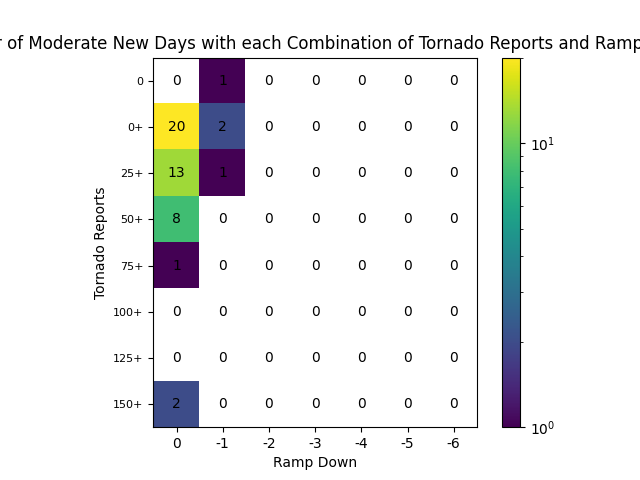 r of Moderate New Days with each Combination of Tornado Reports and Ramp
0 0 1 0 0 0 0 0
0+ 20 2 0 0 0 0 0
25+ 13 1 0 0 0 0 0
50+ 8 0 0 0 0 0 0
75+ 1 0 0 0 0 0 0
100+ 0 0 0 0 0 0 0
125+ 0 0 0 0 0 0 0
150+ 2 0 0 0 0 0 0
0 -1 -2 -3 -4 -5 -6
Ramp Down
Tornado Reports
10¹
10⁰